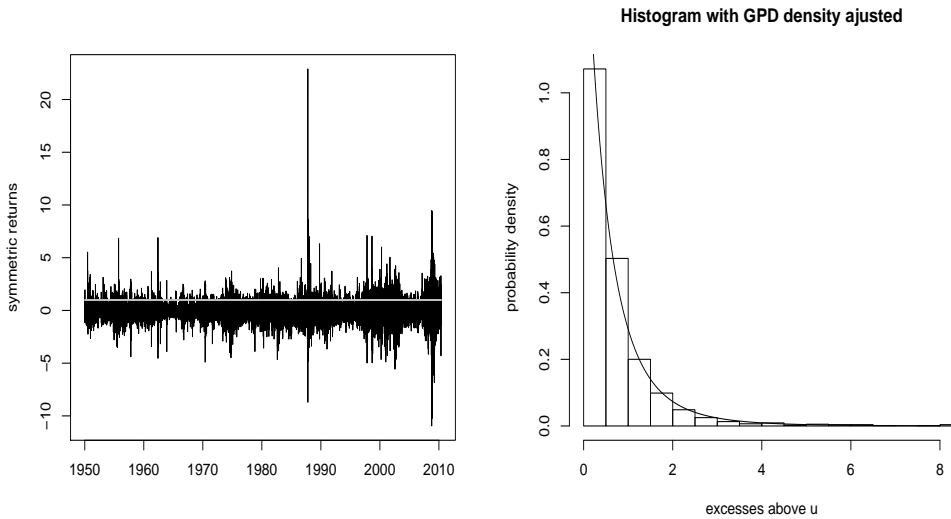 Histogram with GPD density ajusted
symmetric returns
20
15
10
5
0
−5
−10
1950 1960 1970 1980 1990 2000 2010
probability density
1.0
0.8
0.6
0.4
0.2
0.0
0 2 4 6 8
excesses above u